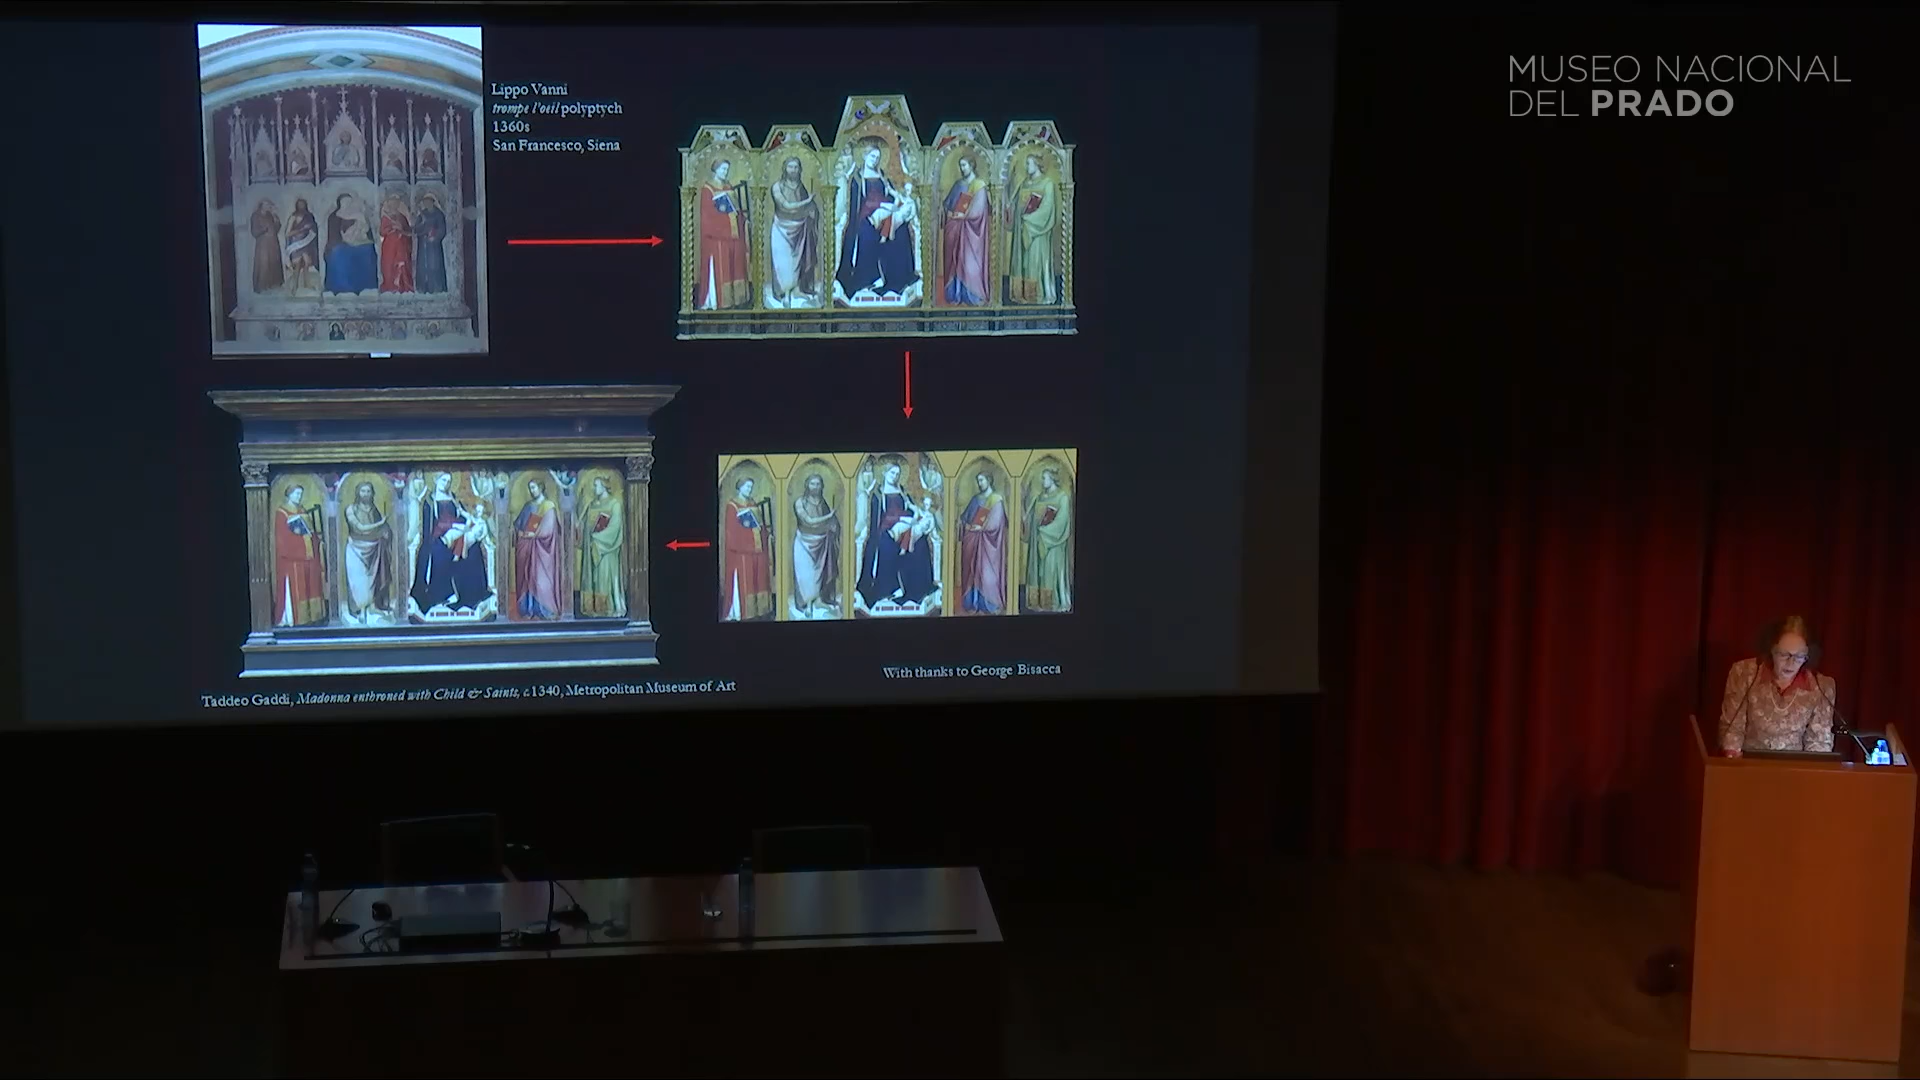 MUSEO NACIONAL
DEL PRADO
Lippo Vanni
trompe l'oeil polyptych
1360s
San Francesco, Siena
With thanks to George Bisacca
Taddeo Gaddi, Madonna enthroned with Child & Saints, c.1340, Metropolitan Museum of Art